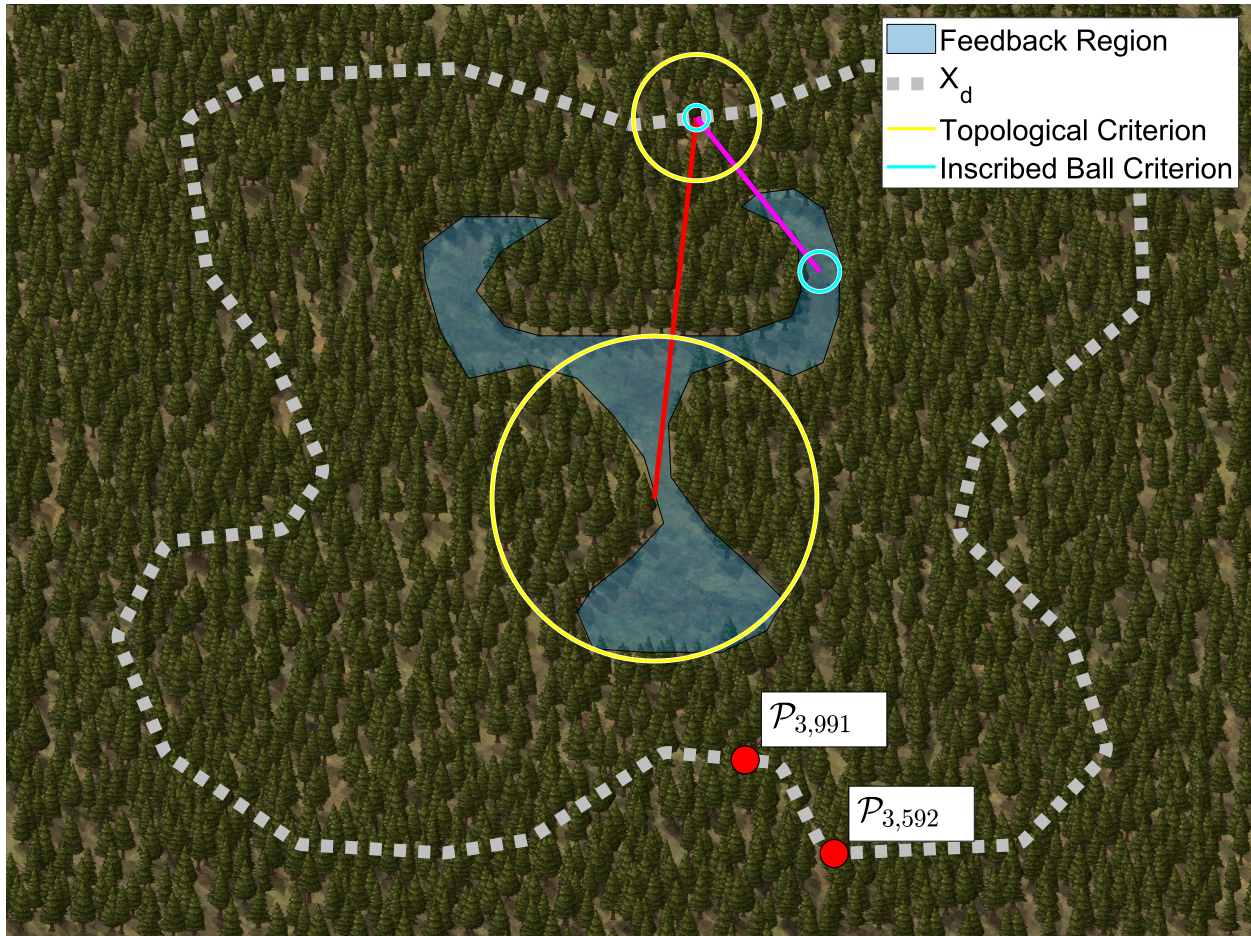 Feedback Region
X_d
Topological Criterion
Inscribed Ball Criterion
𝒫_{3,991}
𝒫_{3,592}